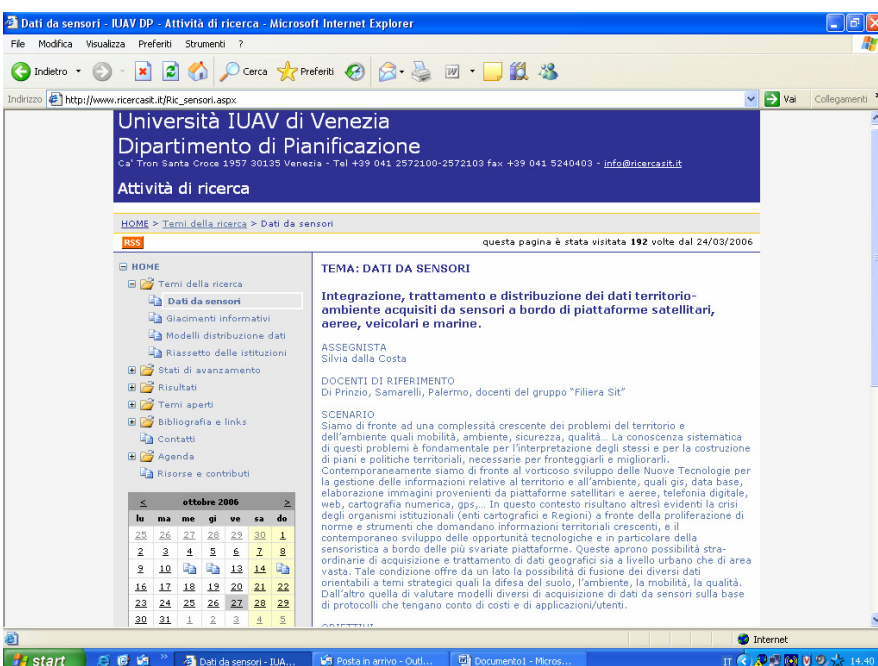 Dati da sensori - IUAV DP - Attività di ricerca - Microsoft Internet Explorer
File Modifica Visualizza Preferiti Strumenti ?
Indietro Cerca Preferiti
Indirizzo http://www.ricercasit.it/Ric_sensori.aspx Vai Collegamenti »
Università IUAV di Venezia
Dipartimento di Pianificazione
Ca' Tron Santa Croce 1957 30135 Venezia - Tel +39 041 2572100-2572103 fax +39 041 5240403 - info@ricercasit.it
Attività di ricerca
HOME > Temi della ricerca > Dati da sensori
RSS questa pagina è stata visitata 192 volte dal 24/03/2006
HOME
Temi della ricerca
Dati da sensori
Giacimenti informativi
Modelli distribuzione dati
Riassetto delle istituzioni
Stati di avanzamento
Risultati
Temi aperti
Bibliografia e links
Contatti
Agenda
Risorse e contributi
< ottobre 2006 >
lu ma me gi ve sa do
25 26 27 28 29 30 1
2 3 4 5 6 7 8
9 10 13 14
16 17 18 19 20 21 22
23 24 25 26 27 28 29
30 31 1 2 3 4 5
TEMA: DATI DA SENSORI
Integrazione, trattamento e distribuzione dei dati territorio-
ambiente acquisiti da sensori a bordo di piattaforme satellitari,
aeree, veicolari e marine.
ASSEGNISTA
Silvia dalla Costa
DOCENTI DI RIFERIMENTO
Di Prinzio, Samarelli, Palermo, docenti del gruppo "Filiera Sit"
SCENARIO
Siamo di fronte ad una complessità crescente dei problemi del territorio e
dell'ambiente quali mobilità, ambiente, sicurezza, qualità... La conoscenza sistematica
di questi problemi è fondamentale per l'interpretazione degli stessi e per la costruzione
di piani e politiche territoriali, necessarie per fronteggiarli e migliorarli.
Contemporaneamente siamo di fronte al vorticoso sviluppo delle Nuove Tecnologie per
la gestione delle informazioni relative al territorio e all'ambiente, quali gis, data base,
elaborazione immagini provenienti da piattaforme satellitari e aeree, telefonia digitale,
web, cartografia numerica, gps,... In questo contesto risultano altresì evidenti la crisi
degli organismi istituzionali (enti cartografici e Regioni) a fronte della proliferazione di
norme e strumenti che domandano informazioni territoriali crescenti, e il
contemporaneo sviluppo delle opportunità tecnologiche e in particolare della
sensoristica a bordo delle più svariate piattaforme. Queste aprono possibilità stra-
ordinarie di acquisizione e trattamento di dati geografici sia a livello urbano che di area
vasta. Tale condizione offre da un lato la possibilità di fusione dei diversi dati
orientabili a temi strategici quali la difesa del suolo, l'ambiente, la mobilità, la qualità.
Dall'altro quella di valutare modelli diversi di acquisizione di dati da sensori sulla base
di protocolli che tengano conto di costi e di applicazioni/utenti.
OBIETTIVI
Internet
start Dati da sensori - IUA... Posta in arrivo - Outl... Documento1 - Micros... IT 14.40